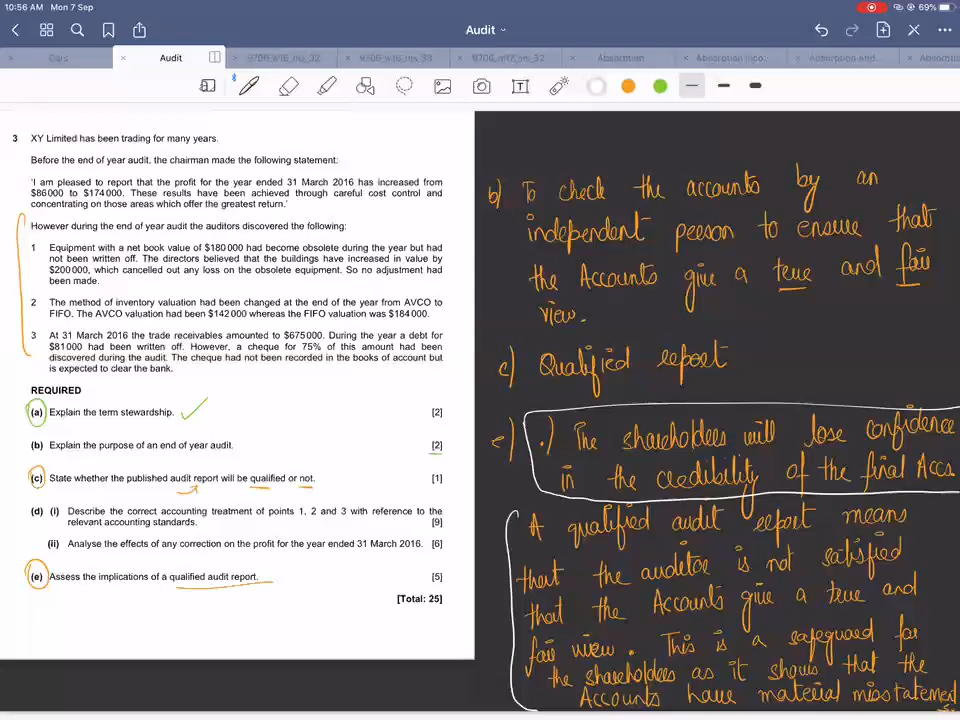 10:56 AM Mon 7 Sep
69%
Audit
Cars
Audit
9706_w16_ms_32
9706_w16_ms_33
9706_m17_ms_32
Absorption
3 XY Limited has been trading for many years.
Before the end of year audit, the chairman made the following statement:
'I am pleased to report that the profit for the year ended 31 March 2016 has increased from
$86000 to $174000. These results have been achieved through careful cost control and
concentrating on those areas which offer the greatest return.'
However during the end of year audit the auditors discovered the following:
1 Equipment with a net book value of $180000 had become obsolete during the year but had
not been written off. The directors believed that the buildings have increased in value by
$200000, which cancelled out any loss on the obsolete equipment. So no adjustment had
been made.
2 The method of inventory valuation had been changed at the end of the year from AVCO to
FIFO. The AVCO valuation had been $142000 whereas the FIFO valuation was $184000.
3 At 31 March 2016 the trade receivables amounted to $675000. During the year a debt for
$81000 had been written off. However, a cheque for 75% of this amount had been
discovered during the audit. The cheque had not been recorded in the books of account but
is expected to clear the bank.
REQUIRED
(a) Explain the term stewardship. [2]
(b) Explain the purpose of an end of year audit. [2]
(c) State whether the published audit report will be qualified or not. [1]
(d) (i) Describe the correct accounting treatment of points 1, 2 and 3 with reference to the
relevant accounting standards. [9]
(ii) Analyse the effects of any correction on the profit for the year ended 31 March 2016. [6]
(e) Assess the implications of a qualified audit report. [5]
[Total: 25]
b) To check the accounts by an
independent person to ensure that
the Accounts give a true and fair
view.
c) Qualified report
e) .) The shareholders will lose confidence
in the credibility of the final Accs
A qualified audit report means
that the auditor is not satisfied
that the Accounts give a true and
fair view. This is a safeguard for
the shareholders as it shows that the
Accounts have material misstatement